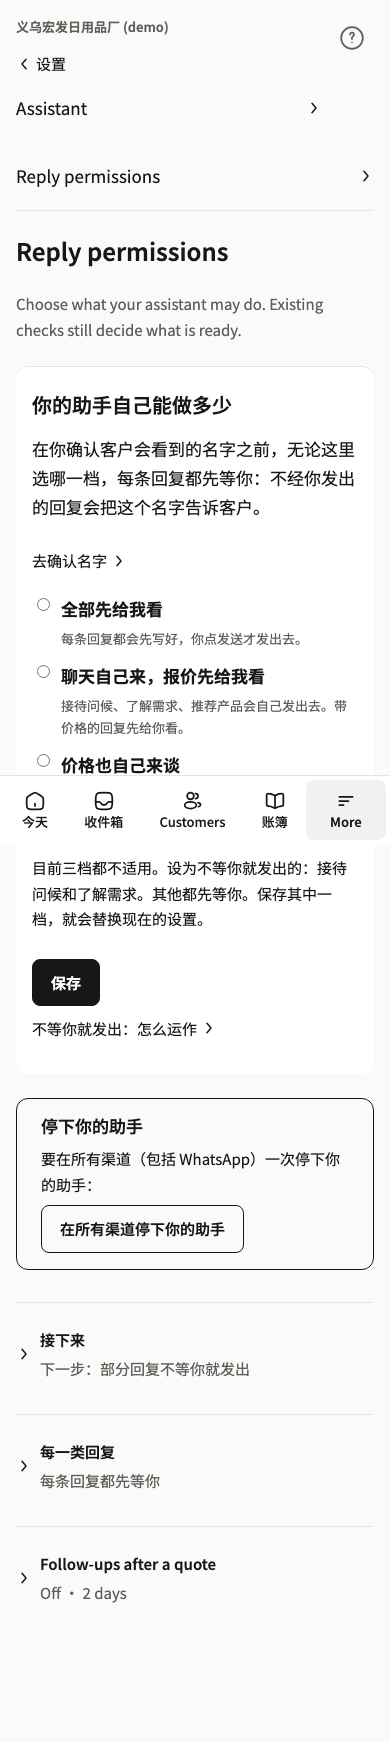 义乌宏发日用品厂 (demo)
设置
Assistant
Reply permissions
Reply permissions
Choose what your assistant may do. Existing
checks still decide what is ready.
你的助手自己能做多少
在你确认客户会看到的名字之前，无论这里
选哪一档，每条回复都先等你：不经你发出
的回复会把这个名字告诉客户。
去确认名字
全部先给我看
每条回复都会先写好，你点发送才发出去。
聊天自己来，报价先给我看
接待问候、了解需求、推荐产品会自己发出去。带
价格的回复先给你看。
价格也自己来谈
今天
收件箱
Customers
账簿
More
目前三档都不适用。设为不等你就发出的：接待
问候和了解需求。其他都先等你。保存其中一
档，就会替换现在的设置。
保存
不等你就发出：怎么运作
停下你的助手
要在所有渠道（包括 WhatsApp）一次停下你
的助手：
在所有渠道停下你的助手
接下来
下一步：部分回复不等你就发出
每一类回复
每条回复都先等你
Follow-ups after a quote
Off • 2 days